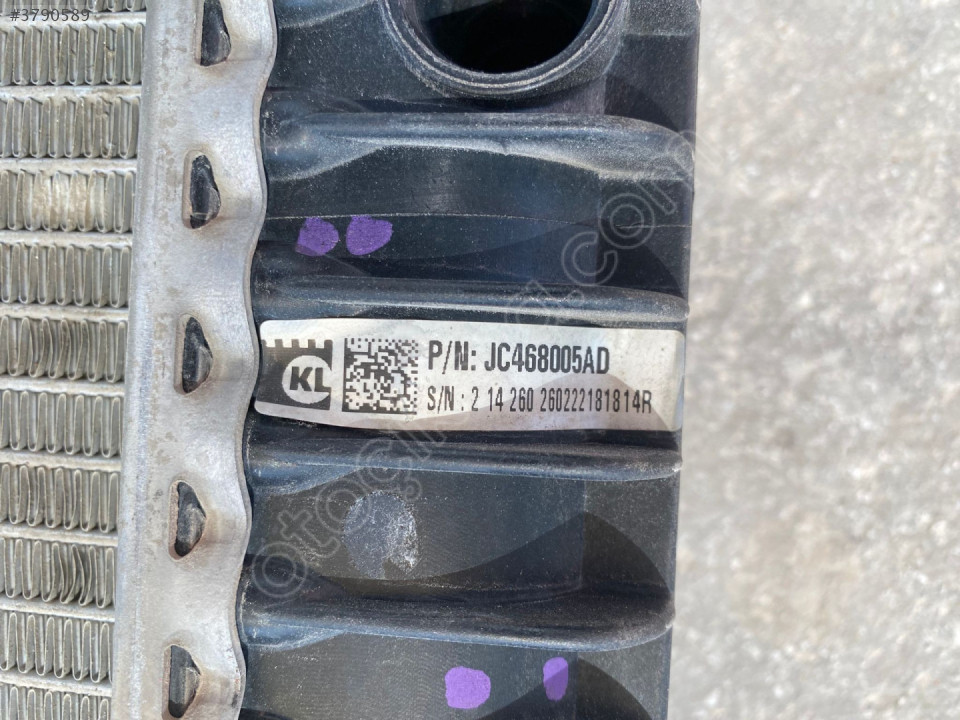 #3790589
KL
P/N: JC468005AD
S/N : 2 14 260 260222181814R